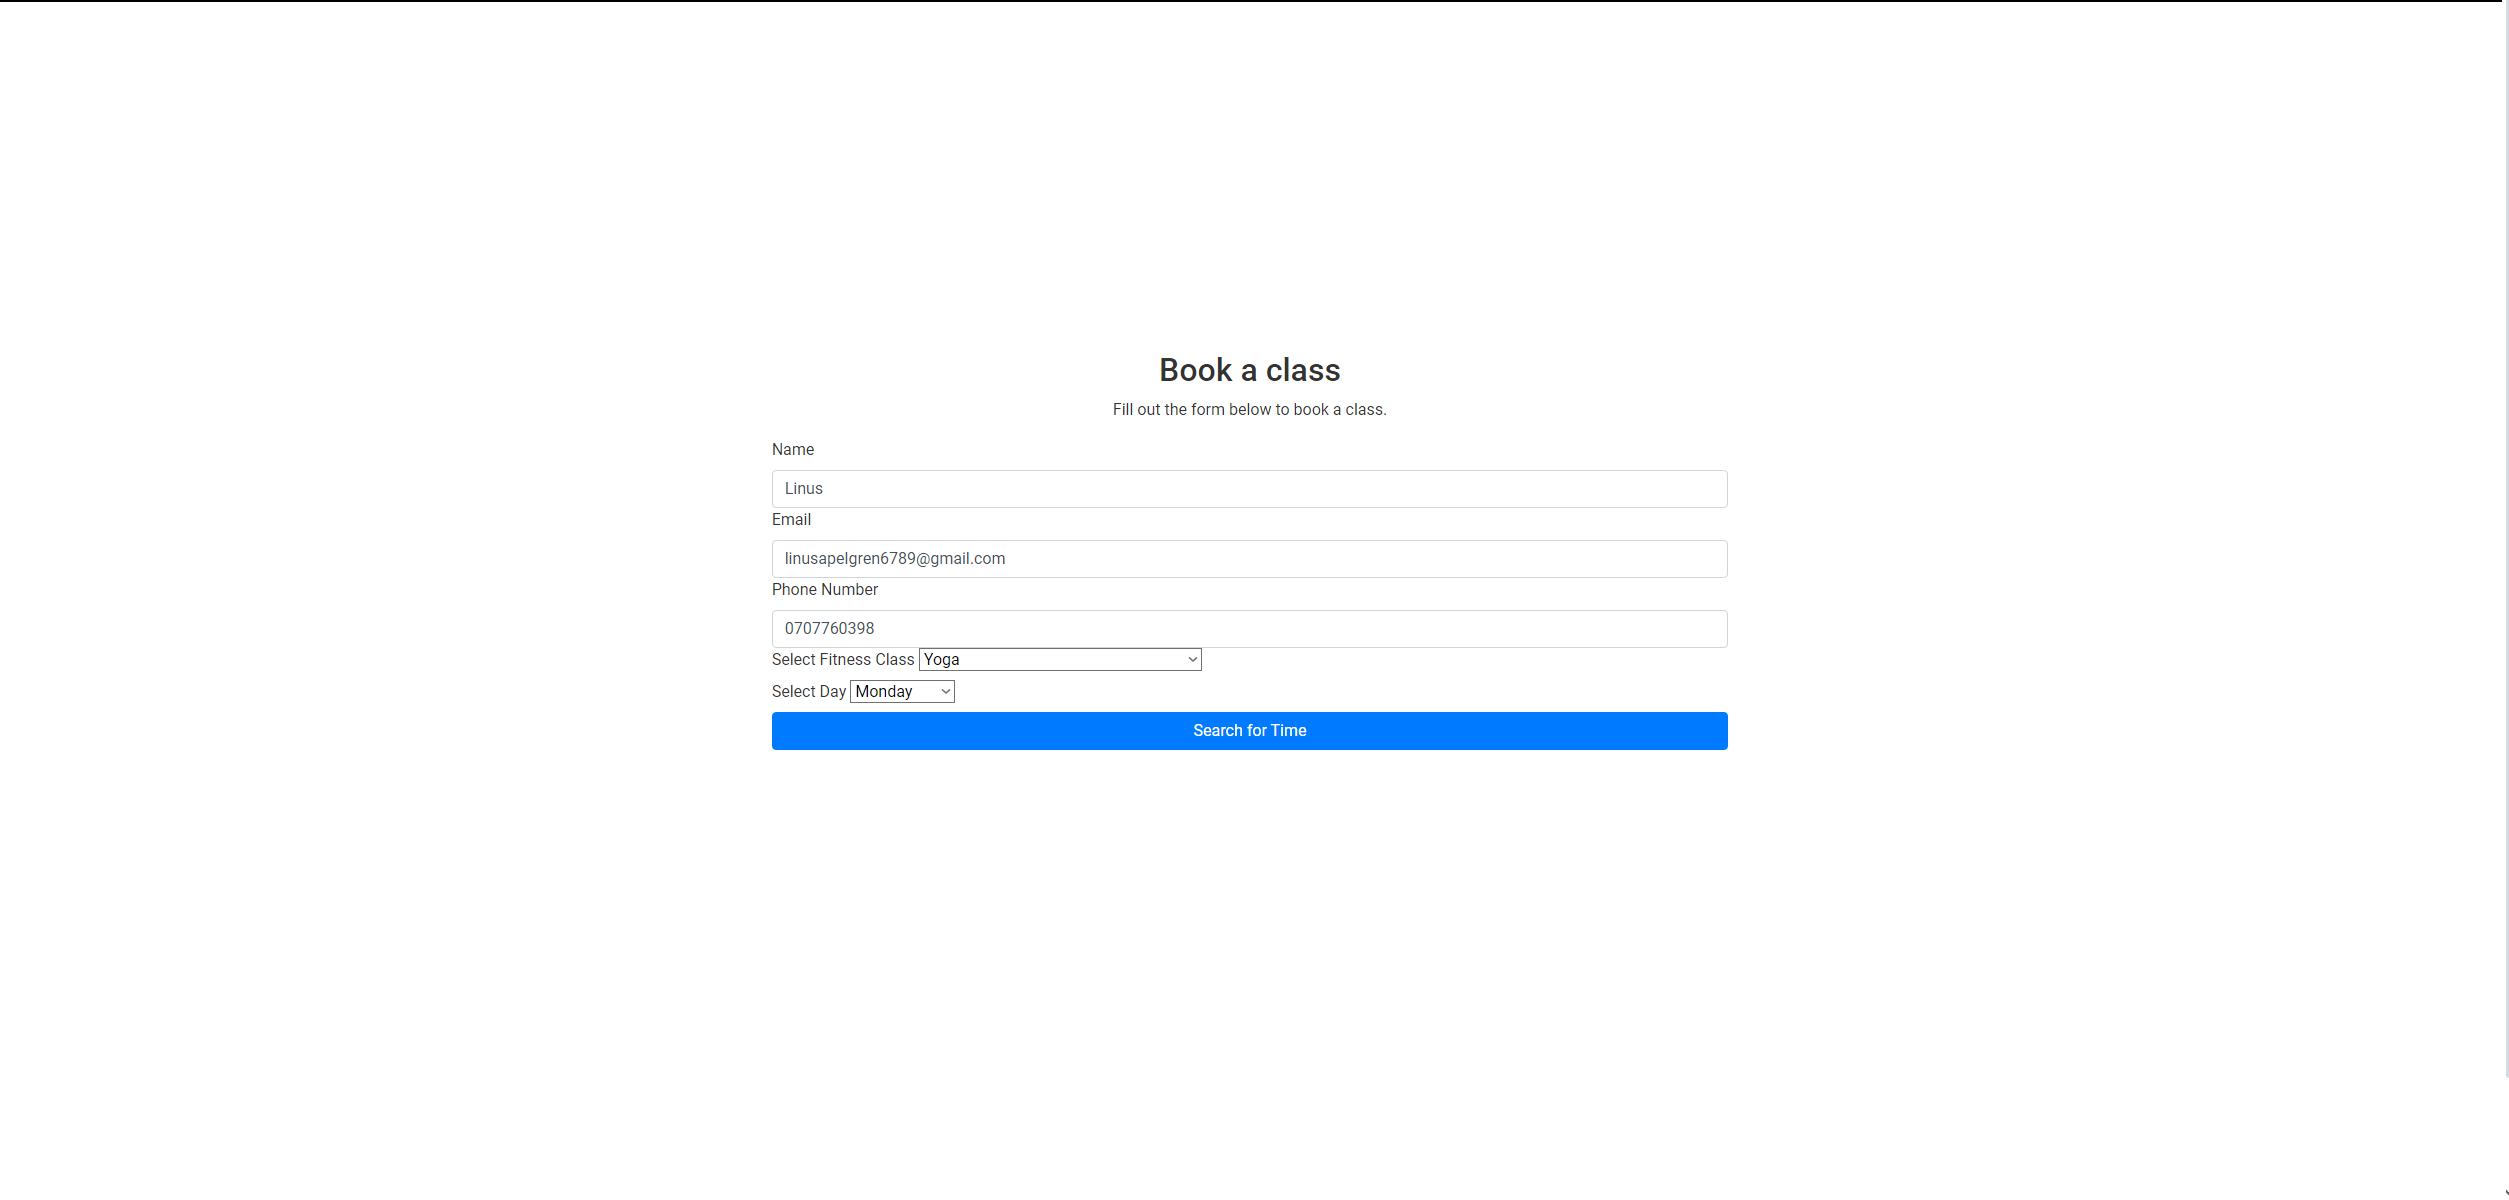 Book a class
Fill out the form below to book a class.
Name
Linus
Email
linusapelgren6789@gmail.com
Phone Number
0707760398
Select Fitness Class Yoga
Select Day Monday
Search for Time